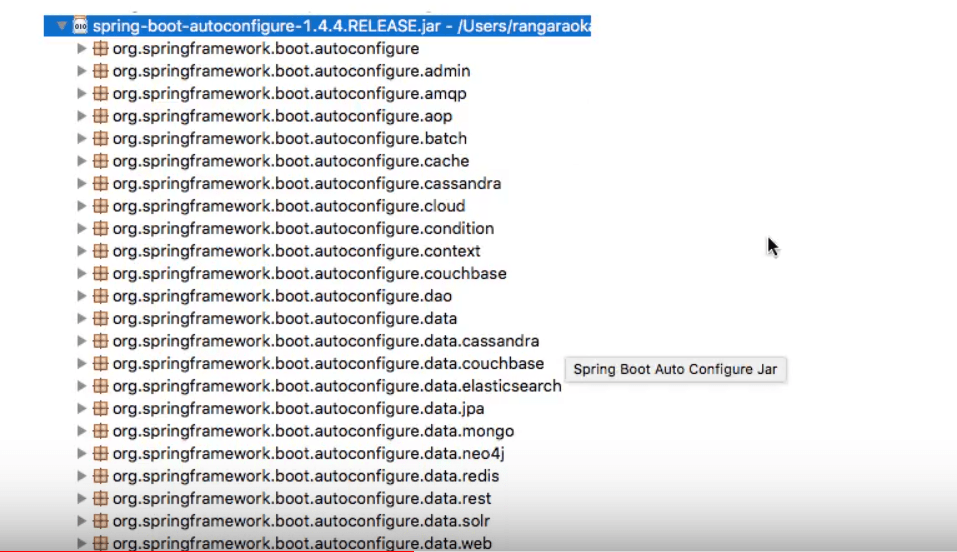 spring-boot-autoconfigure-1.4.4.RELEASE.jar - /Users/rangaraoka
org.springframework.boot.autoconfigure
org.springframework.boot.autoconfigure.admin
org.springframework.boot.autoconfigure.amqp
org.springframework.boot.autoconfigure.aop
org.springframework.boot.autoconfigure.batch
org.springframework.boot.autoconfigure.cache
org.springframework.boot.autoconfigure.cassandra
org.springframework.boot.autoconfigure.cloud
org.springframework.boot.autoconfigure.condition
org.springframework.boot.autoconfigure.context
org.springframework.boot.autoconfigure.couchbase
org.springframework.boot.autoconfigure.dao
org.springframework.boot.autoconfigure.data
org.springframework.boot.autoconfigure.data.cassandra
org.springframework.boot.autoconfigure.data.couchbase
Spring Boot Auto Configure Jar
org.springframework.boot.autoconfigure.data.elasticsearch
org.springframework.boot.autoconfigure.data.jpa
org.springframework.boot.autoconfigure.data.mongo
org.springframework.boot.autoconfigure.data.neo4j
org.springframework.boot.autoconfigure.data.redis
org.springframework.boot.autoconfigure.data.rest
org.springframework.boot.autoconfigure.data.solr
org.springframework.boot.autoconfigure.data.web